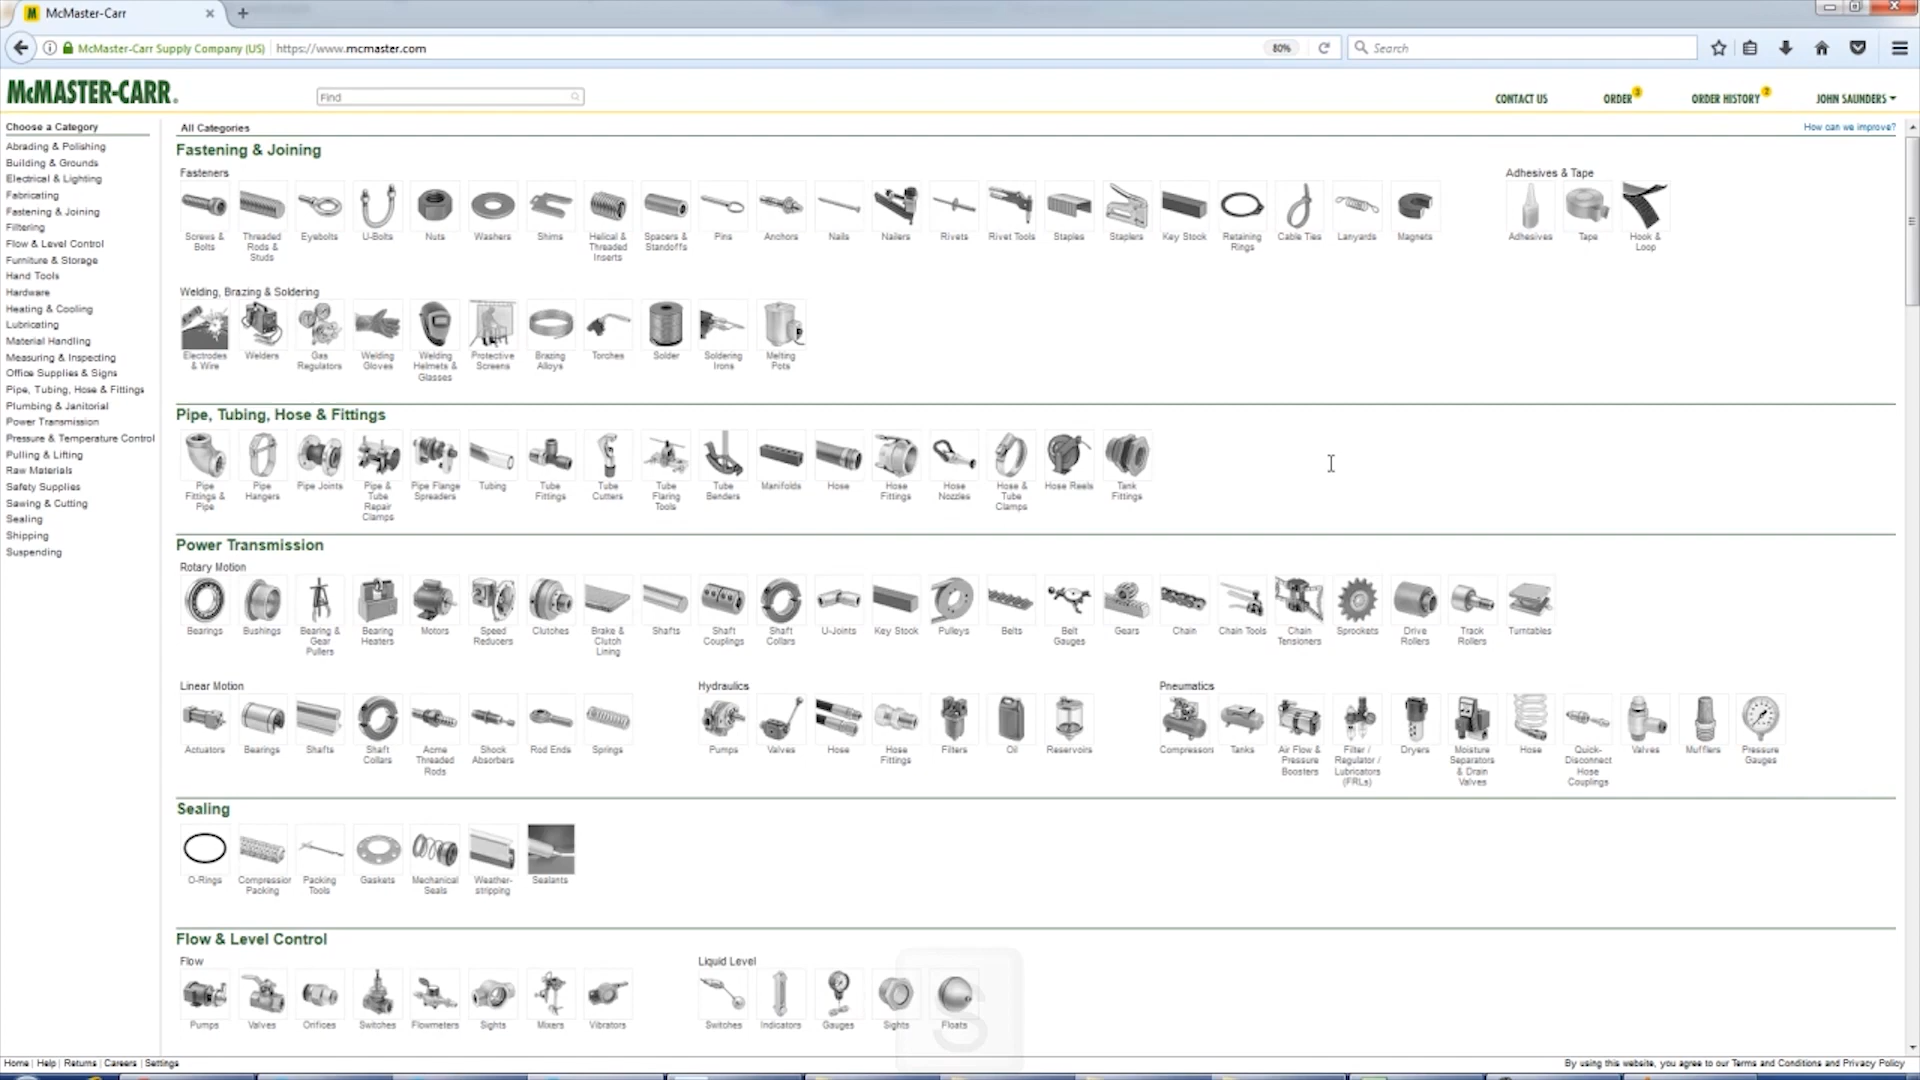 McMaster-Carr
McMaster-Carr Supply Company (US)
https://www.mcmaster.com
80%
Search
McMASTER-CARR.
Find
CONTACT US
ORDER 3
ORDER HISTORY 2
JOHN SAUNDERS
Choose a Category
Abrading & Polishing
Building & Grounds
Electrical & Lighting
Fabricating
Fastening & Joining
Filtering
Flow & Level Control
Furniture & Storage
Hand Tools
Hardware
Heating & Cooling
Lubricating
Material Handling
Measuring & Inspecting
Office Supplies & Signs
Pipe, Tubing, Hose & Fittings
Plumbing & Janitorial
Power Transmission
Pressure & Temperature Control
Pulling & Lifting
Raw Materials
Safety Supplies
Sawing & Cutting
Sealing
Shipping
Suspending
All Categories
How can we improve?
Fastening & Joining
Fasteners
Screws & Bolts
Threaded Rods & Studs
Eyebolts
U-Bolts
Nuts
Washers
Shims
Helical & Threaded Inserts
Spacers & Standoffs
Pins
Anchors
Nails
Nailers
Rivets
Rivet Tools
Staples
Staplers
Key Stock
Retaining Rings
Cable Ties
Lanyards
Magnets
Adhesives & Tape
Adhesives
Tape
Hook & Loop
Welding, Brazing & Soldering
Electrodes & Wire
Welders
Gas Regulators
Welding Gloves
Welding Helmets & Glasses
Protective Screens
Brazing Alloys
Torches
Solder
Soldering Irons
Melting Pots
Pipe, Tubing, Hose & Fittings
Pipe Fittings & Pipe
Pipe Hangers
Pipe Joints
Pipe & Tube Repair Clamps
Pipe Flange Spreaders
Tubing
Tube Fittings
Tube Cutters
Tube Flaring Tools
Tube Benders
Manifolds
Hose
Hose Fittings
Hose Nozzles
Hose & Tube Clamps
Hose Reels
Tank Fittings
Power Transmission
Rotary Motion
Bearings
Bushings
Bearing & Gear Pullers
Bearing Heaters
Motors
Speed Reducers
Clutches
Brake & Clutch Lining
Shafts
Shaft Couplings
Shaft Collars
U-Joints
Key Stock
Pulleys
Belts
Belt Gauges
Gears
Chain
Chain Tools
Chain Tensioners
Sprockets
Drive Rollers
Track Rollers
Turntables
Linear Motion
Actuators
Bearings
Shafts
Shaft Collars
Acme Threaded Rods
Shock Absorbers
Rod Ends
Springs
Hydraulics
Pumps
Valves
Hose
Hose Fittings
Filters
Oil
Reservoirs
Pneumatics
Compressors
Tanks
Air Flow & Pressure Boosters
Filter / Regulator / Lubricators (FRLs)
Dryers
Moisture Separators & Drain Valves
Hose
Quick-Disconnect Hose Couplings
Valves
Mufflers
Pressure Gauges
Sealing
O-Rings
Compression Packing
Packing Tools
Gaskets
Mechanical Seals
Weather-stripping
Sealants
Flow & Level Control
Flow
Pumps
Valves
Orifices
Switches
Flowmeters
Sights
Mixers
Vibrators
Liquid Level
Switches
Indicators
Gauges
Sights
Floats
S
Home | Help | Returns | Careers | Settings
By using this website, you agree to our Terms and Conditions and Privacy Policy